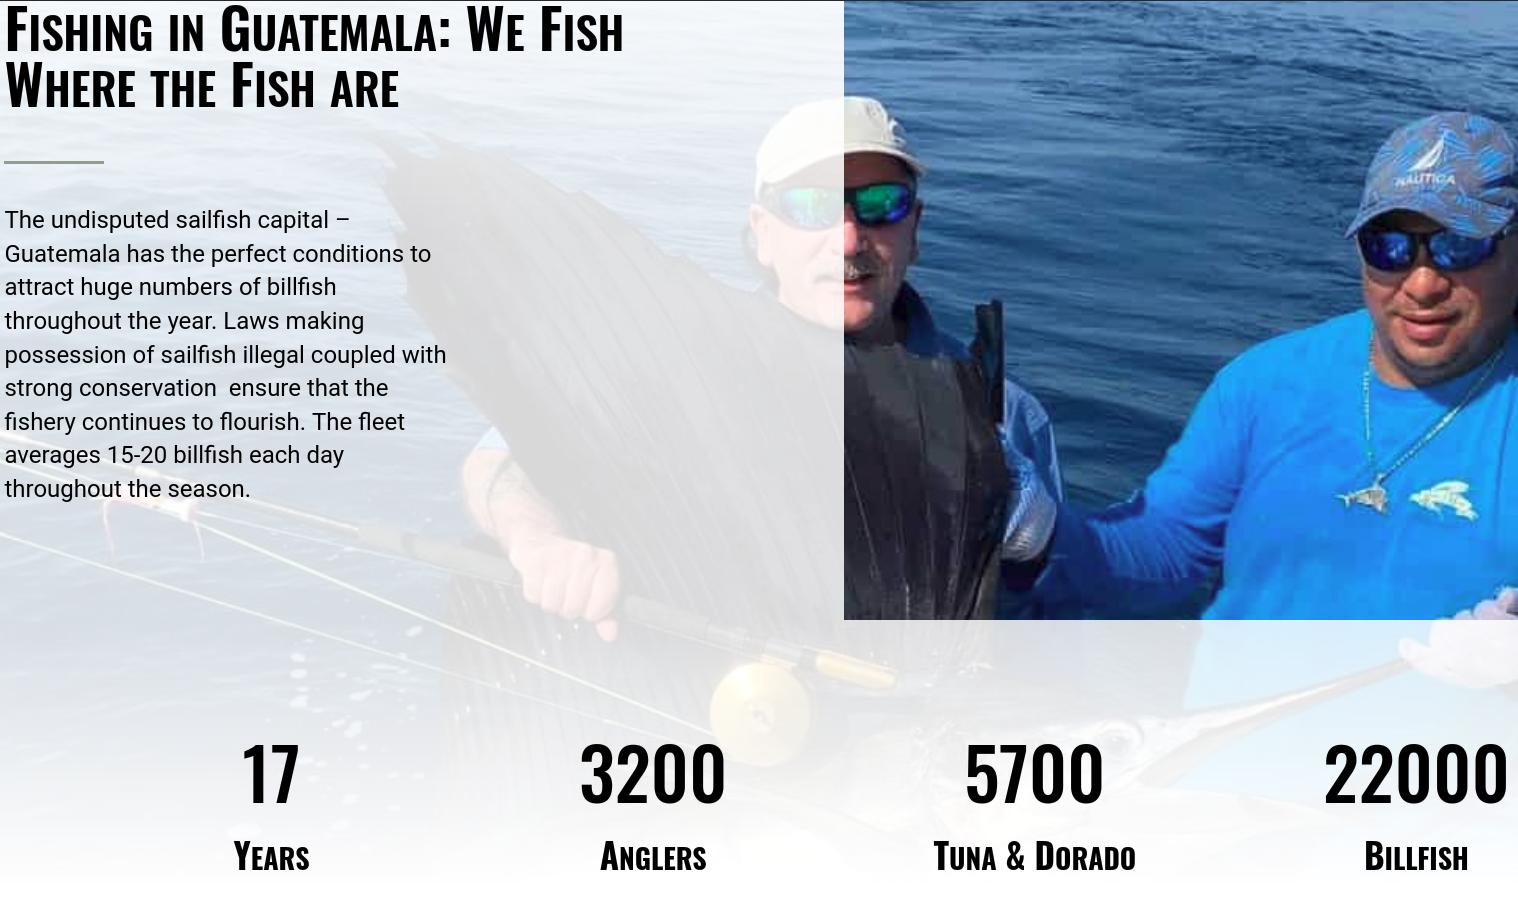 Fishing in Guatemala: We Fish
Where the Fish are
The undisputed sailfish capital –
Guatemala has the perfect conditions to
attract huge numbers of billfish
throughout the year. Laws making
possession of sailfish illegal coupled with
strong conservation  ensure that the
fishery continues to flourish. The fleet
averages 15-20 billfish each day
throughout the season.
NAUTICA
17
3200
5700
22000
Years
Anglers
Tuna & Dorado
Billfish